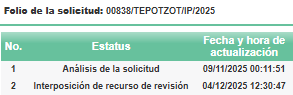 Folio de la solicitud: 00838/TEPOTZOT/IP/2025
No. Estatus Fecha y hora de
actualización
1 Análisis de la solicitud 09/11/2025 00:11:51
2 Interposición de recurso de revisión 04/12/2025 12:30:47